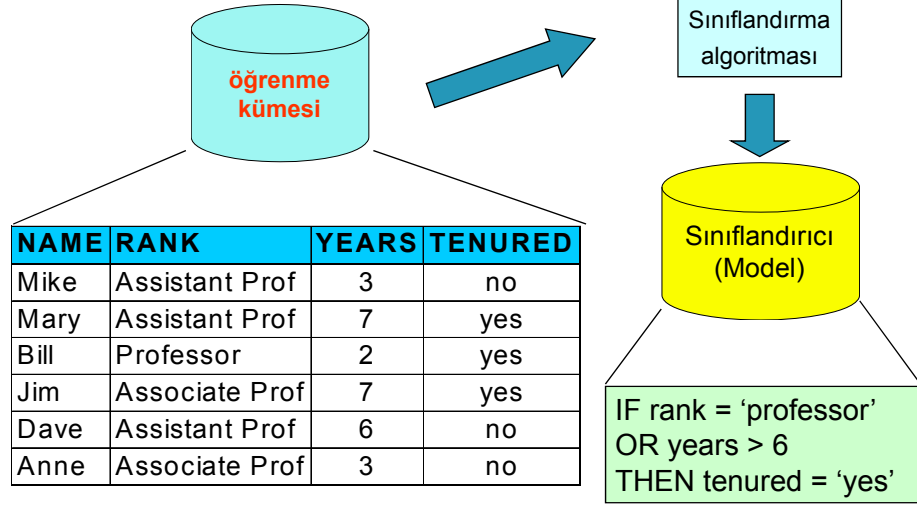 öğrenme
kümesi
Sınıflandırma
algoritması
NAME RANK YEARS TENURED
Mike Assistant Prof 3 no
Mary Assistant Prof 7 yes
Bill Professor 2 yes
Jim Associate Prof 7 yes
Dave Assistant Prof 6 no
Anne Associate Prof 3 no
Sınıflandırıcı
(Model)
IF rank = ‘professor’
OR years > 6
THEN tenured = ‘yes’